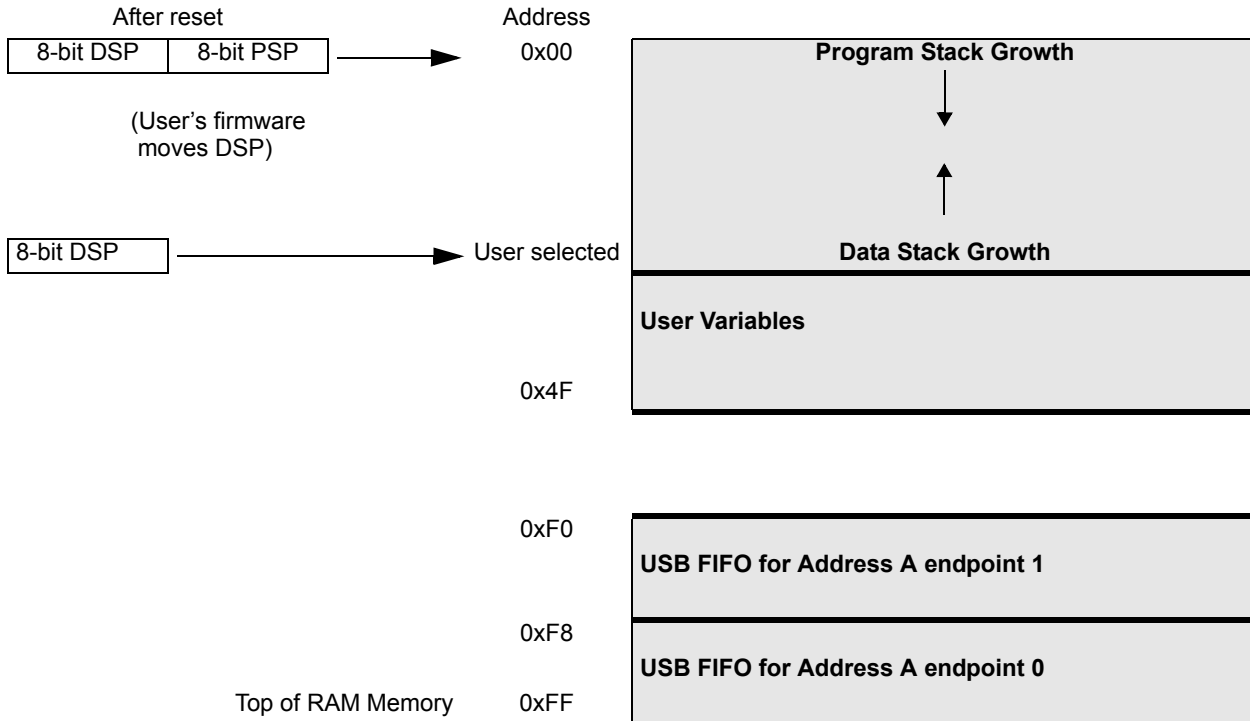 After reset
Address
8-bit DSP
8-bit PSP
0x00
Program Stack Growth
(User's firmware
moves DSP)
8-bit DSP
User selected
Data Stack Growth
User Variables
0x4F
0xF0
USB FIFO for Address A endpoint 1
0xF8
USB FIFO for Address A endpoint 0
Top of RAM Memory
0xFF